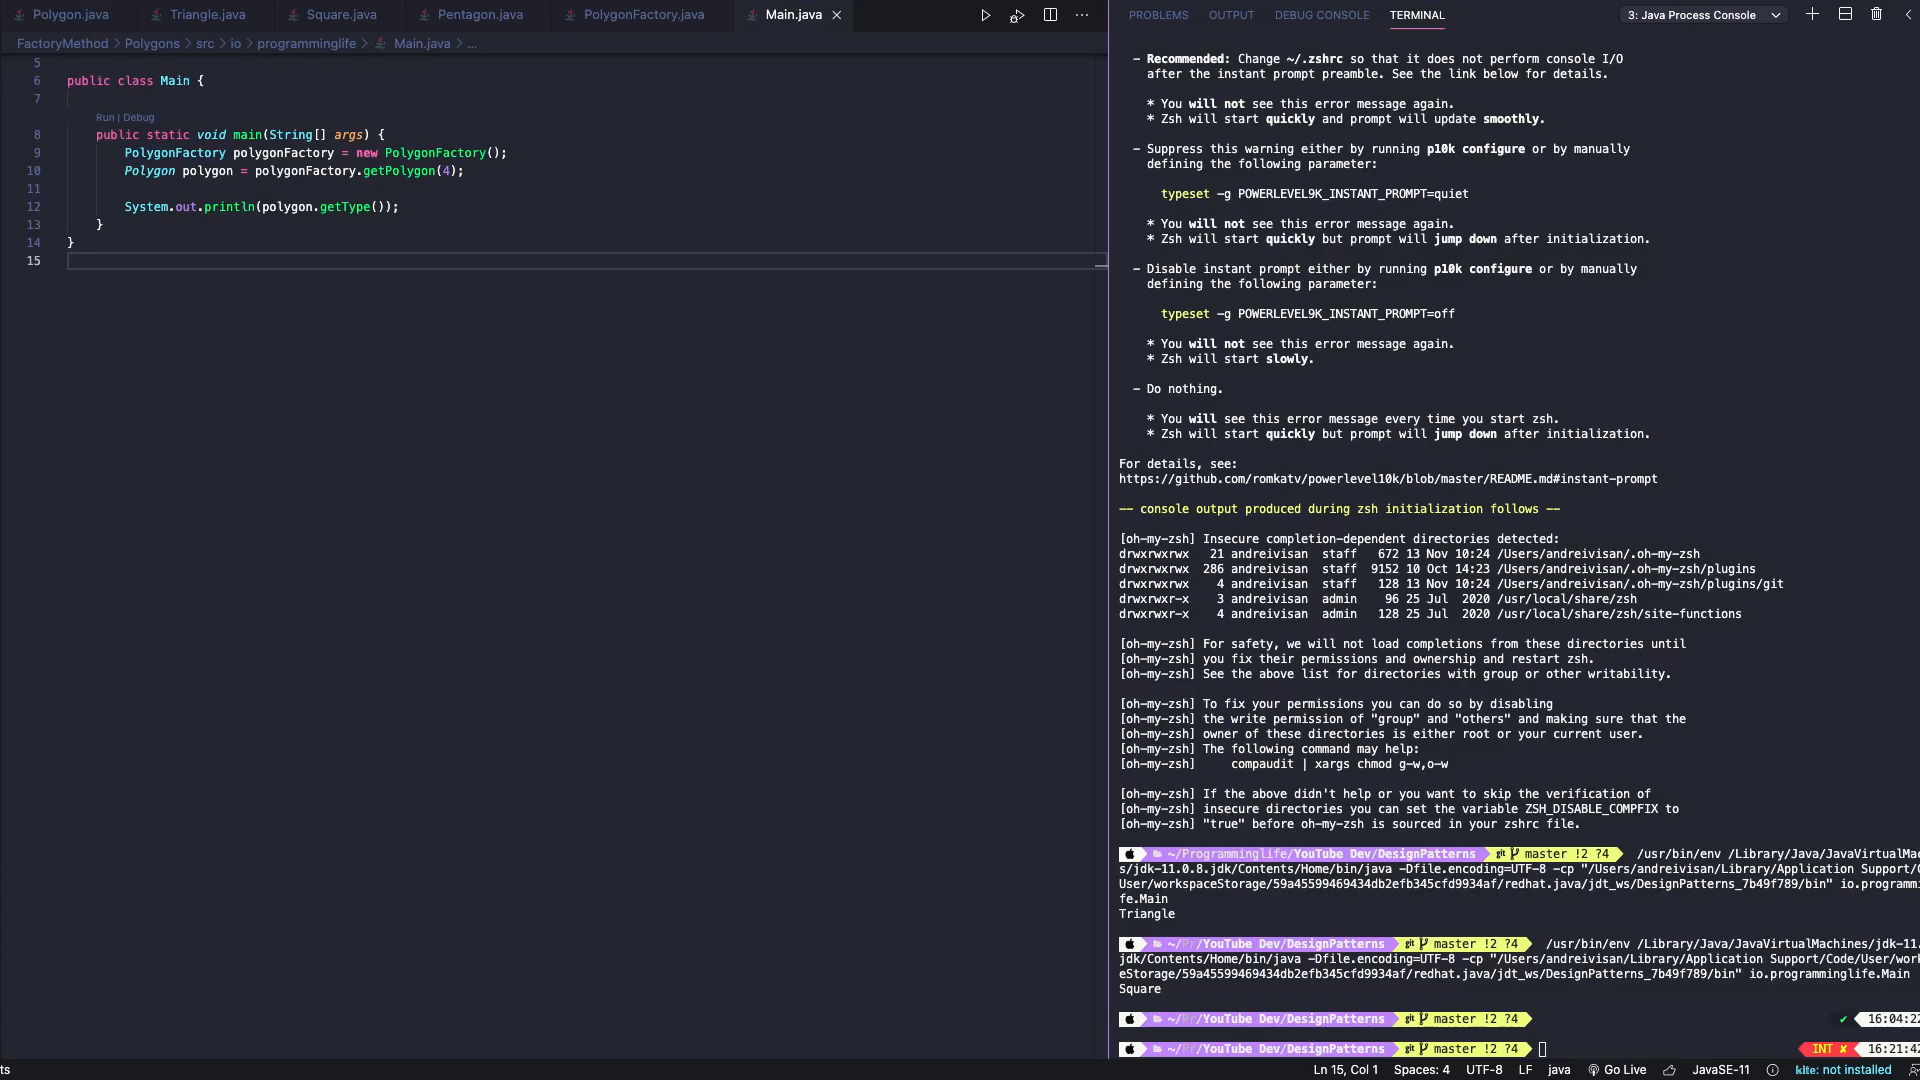 Polygon.java Triangle.java Square.java Pentagon.java PolygonFactory.java Main.java
FactoryMethod > Polygons > src > io > programminglife > Main.java > ...
5
6 public class Main {
7
Run | Debug
8 public static void main(String[] args) {
9 PolygonFactory polygonFactory = new PolygonFactory();
10 Polygon polygon = polygonFactory.getPolygon(4);
11
12 System.out.println(polygon.getType());
13 }
14 }
15
PROBLEMS OUTPUT DEBUG CONSOLE TERMINAL 3: Java Process Console
- Recommended: Change ~/.zshrc so that it does not perform console I/O
after the instant prompt preamble. See the link below for details.
* You will not see this error message again.
* Zsh will start quickly and prompt will update smoothly.
- Suppress this warning either by running p10k configure or by manually
defining the following parameter:
typeset -g POWERLEVEL9K_INSTANT_PROMPT=quiet
* You will not see this error message again.
* Zsh will start quickly but prompt will jump down after initialization.
- Disable instant prompt either by running p10k configure or by manually
defining the following parameter:
typeset -g POWERLEVEL9K_INSTANT_PROMPT=off
* You will not see this error message again.
* Zsh will start slowly.
- Do nothing.
* You will see this error message every time you start zsh.
* Zsh will start quickly but prompt will jump down after initialization.
For details, see:
https://github.com/romkatv/powerlevel10k/blob/master/README.md#instant-prompt
-- console output produced during zsh initialization follows --
[oh-my-zsh] Insecure completion-dependent directories detected:
drwxrwxrwx 21 andreivisan staff 672 13 Nov 10:24 /Users/andreivisan/.oh-my-zsh
drwxrwxrwx 286 andreivisan staff 9152 10 Oct 14:23 /Users/andreivisan/.oh-my-zsh/plugins
drwxrwxrwx 4 andreivisan staff 128 13 Nov 10:24 /Users/andreivisan/.oh-my-zsh/plugins/git
drwxrwxr-x 3 andreivisan admin 96 25 Jul 2020 /usr/local/share/zsh
drwxrwxr-x 4 andreivisan admin 128 25 Jul 2020 /usr/local/share/zsh/site-functions
[oh-my-zsh] For safety, we will not load completions from these directories until
[oh-my-zsh] you fix their permissions and ownership and restart zsh.
[oh-my-zsh] See the above list for directories with group or other writability.
[oh-my-zsh] To fix your permissions you can do so by disabling
[oh-my-zsh] the write permission of "group" and "others" and making sure that the
[oh-my-zsh] owner of these directories is either root or your current user.
[oh-my-zsh] The following command may help:
[oh-my-zsh] compaudit | xargs chmod g-w,o-w
[oh-my-zsh] If the above didn't help or you want to skip the verification of
[oh-my-zsh] insecure directories you can set the variable ZSH_DISABLE_COMPFIX to
[oh-my-zsh] "true" before oh-my-zsh is sourced in your zshrc file.
~/Programminglife/YouTube Dev/DesignPatterns git master !2 ?4 /usr/bin/env /Library/Java/JavaVirtualMac
s/jdk-11.0.8.jdk/Contents/Home/bin/java -Dfile.encoding=UTF-8 -cp "/Users/andreivisan/Library/Application Support/C
User/workspaceStorage/59a45599469434db2efb345cfd9934af/redhat.java/jdt_ws/DesignPatterns_7b49f789/bin" io.programmi
fe.Main
Triangle
~/Pr/YouTube Dev/DesignPatterns git master !2 ?4 /usr/bin/env /Library/Java/JavaVirtualMachines/jdk-11.
jdk/Contents/Home/bin/java -Dfile.encoding=UTF-8 -cp "/Users/andreivisan/Library/Application Support/Code/User/work
eStorage/59a45599469434db2efb345cfd9934af/redhat.java/jdt_ws/DesignPatterns_7b49f789/bin" io.programminglife.Main
Square
~/Pr/YouTube Dev/DesignPatterns git master !2 ?4 ✔ 16:04:22
~/Pr/YouTube Dev/DesignPatterns git master !2 ?4 INT ✘ 16:21:42
ts Ln 15, Col 1 Spaces: 4 UTF-8 LF java Go Live JavaSE-11 kite: not installed